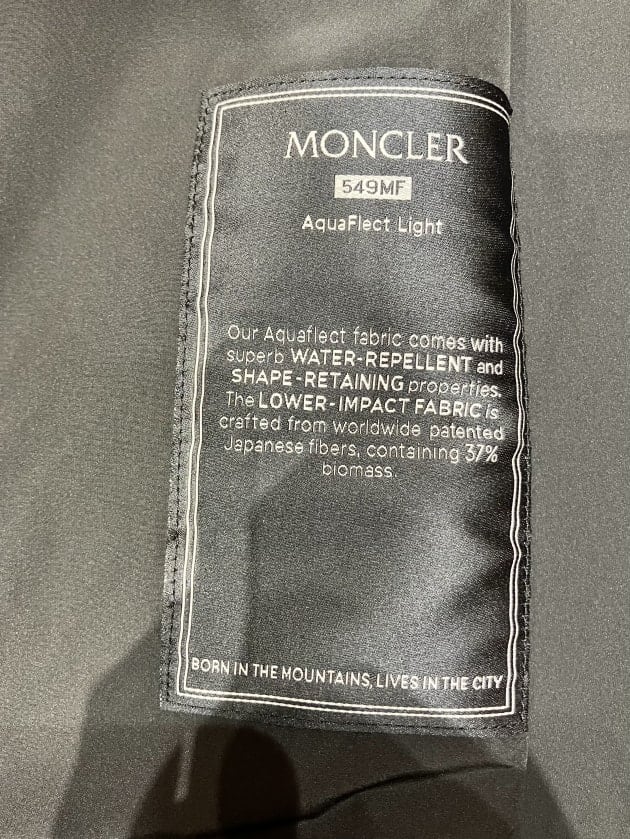 MONCLER
549MF
AquaFlect Light
Our Aquaflect fabric comes with
superb WATER-REPELLENT and
SHAPE-RETAINING properties.
The LOWER-IMPACT FABRIC is
crafted from worldwide patented
Japanese fibers, containing 37%
biomass.
BORN IN THE MOUNTAINS, LIVES IN THE CITY